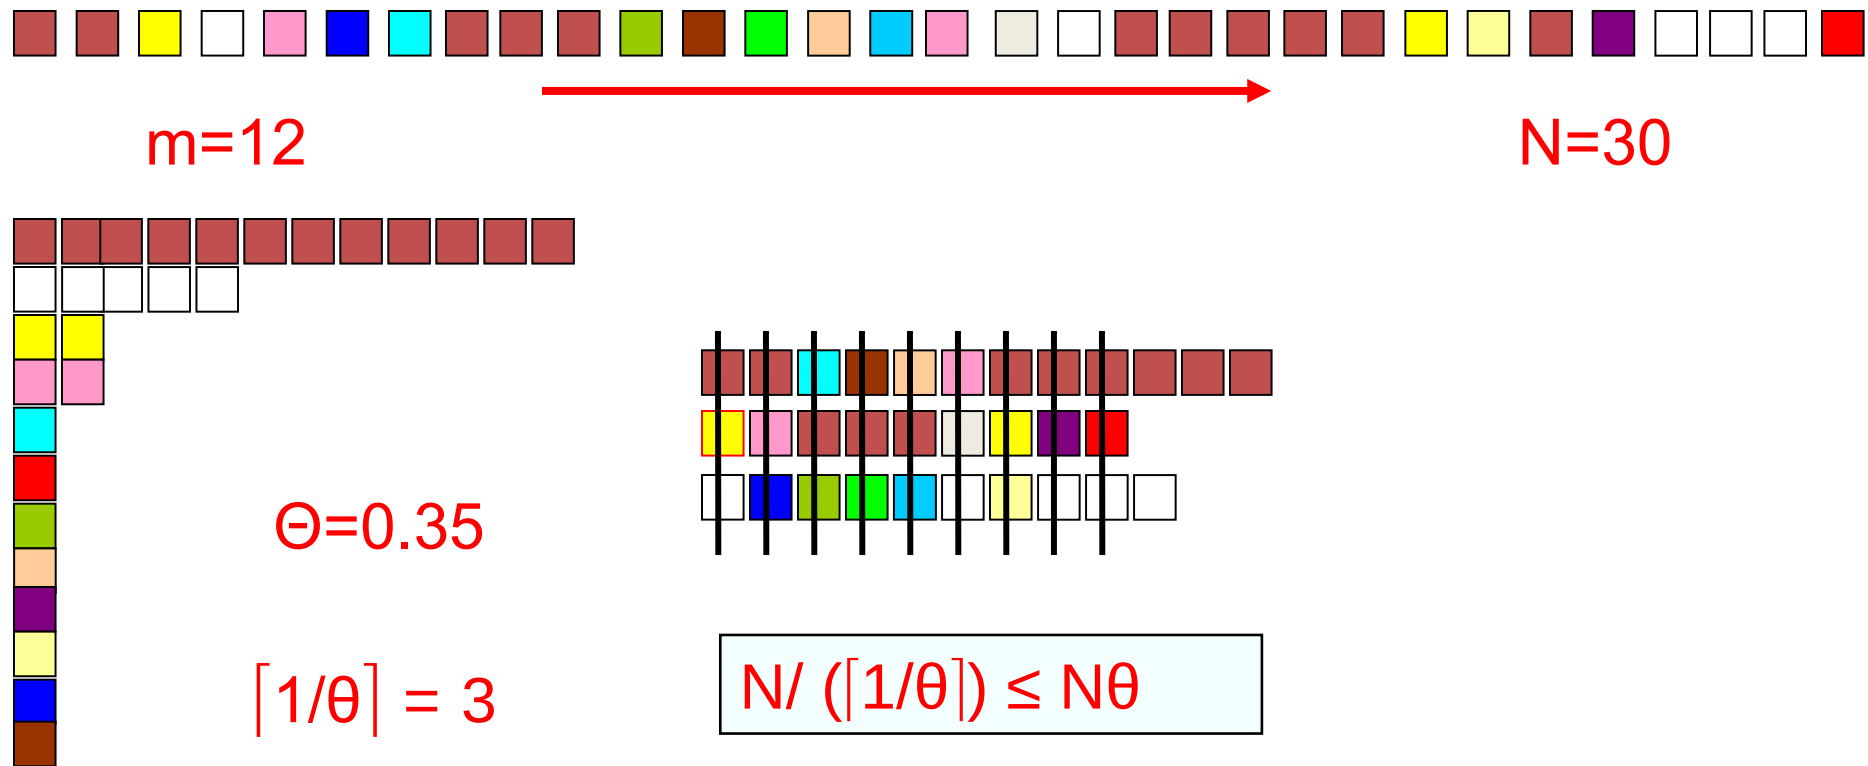 m=12
N=30
Θ=0.35
⌈1/θ⌉ = 3
N/ (⌈1/θ⌉) ≤ Nθ